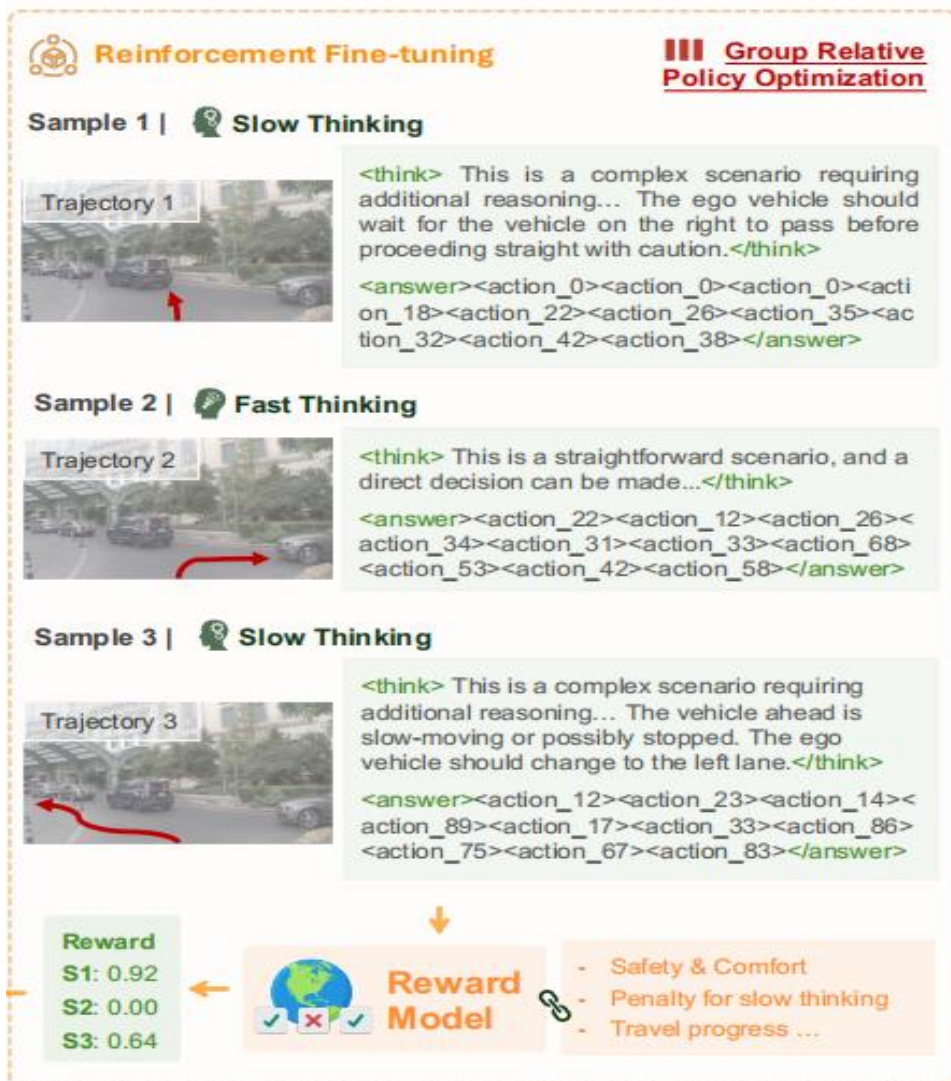 Reinforcement Fine-tuning
Group Relative
Policy Optimization
Sample 1 | Slow Thinking
Trajectory 1
<think> This is a complex scenario requiring
additional reasoning... The ego vehicle should
wait for the vehicle on the right to pass before
proceeding straight with caution.</think>
<answer><action_0><action_0><action_0><acti
on_18><action_22><action_26><action_35><ac
tion_32><action_42><action_38></answer>
Sample 2 | Fast Thinking
Trajectory 2
<think> This is a straightforward scenario, and a
direct decision can be made...</think>
<answer><action_22><action_12><action_26><
action_34><action_31><action_33><action_68>
<action_53><action_42><action_58></answer>
Sample 3 | Slow Thinking
Trajectory 3
<think> This is a complex scenario requiring
additional reasoning... The vehicle ahead is
slow-moving or possibly stopped. The ego
vehicle should change to the left lane.</think>
<answer><action_12><action_23><action_14><
action_89><action_17><action_33><action_86>
<action_75><action_67><action_83></answer>
Reward
S1: 0.92
S2: 0.00
S3: 0.64
Reward
Model
- Safety & Comfort
- Penalty for slow thinking
- Travel progress ...